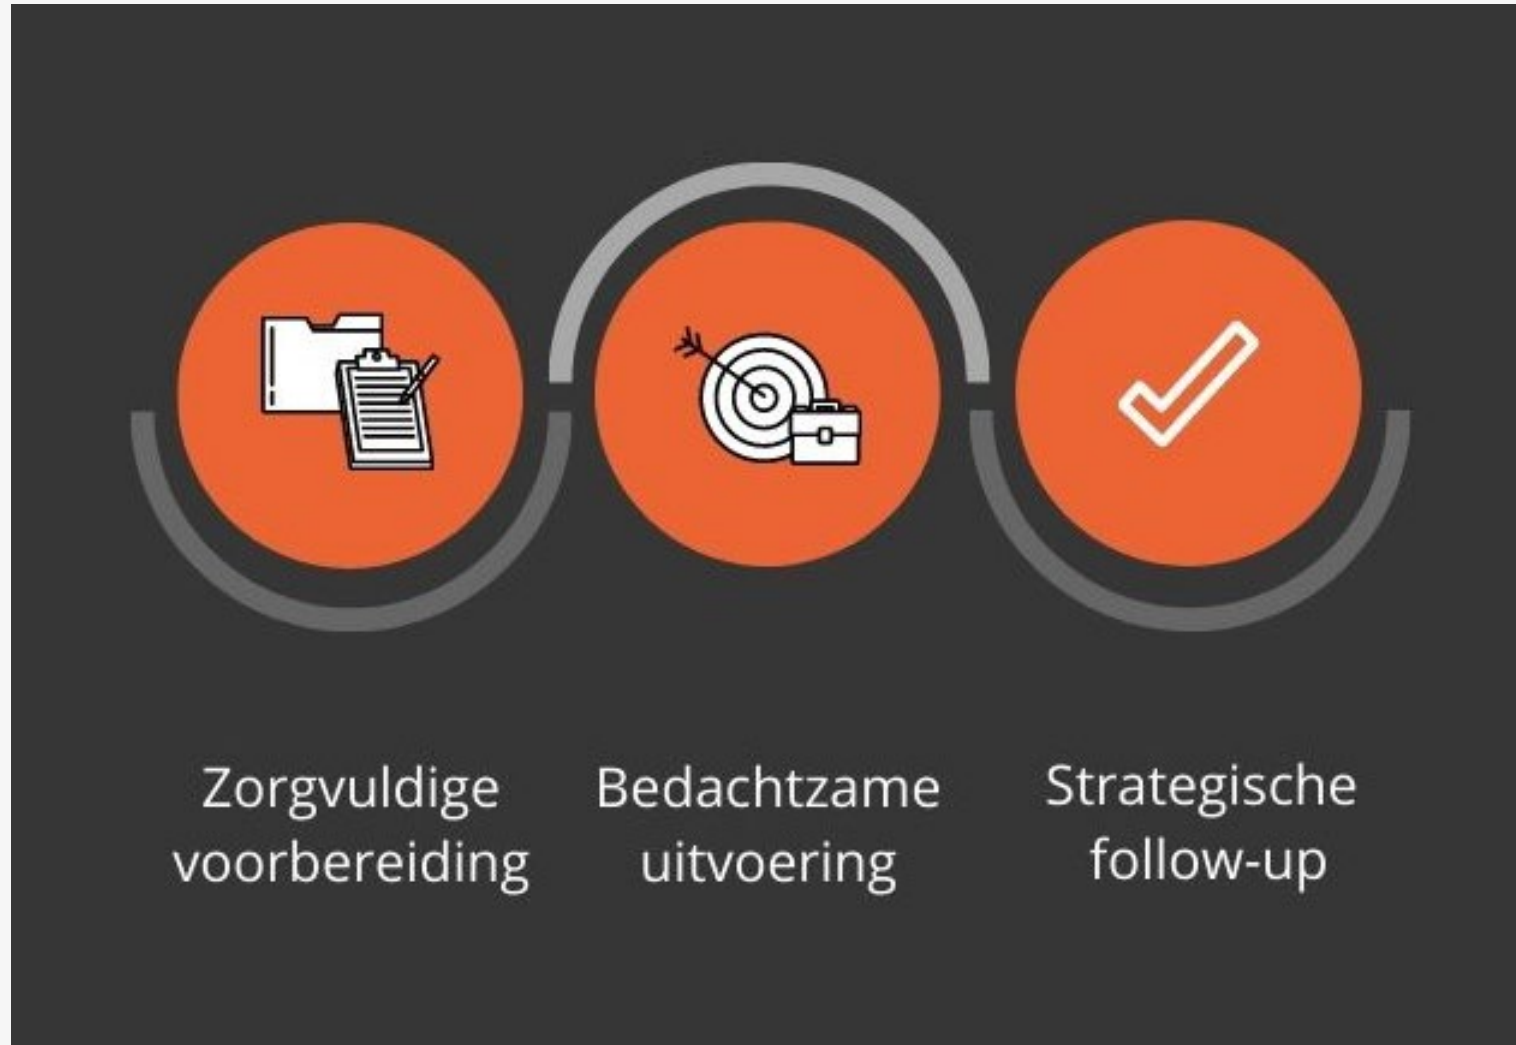 Zorgvuldige
voorbereiding
Bedachtzame
uitvoering
Strategische
follow-up